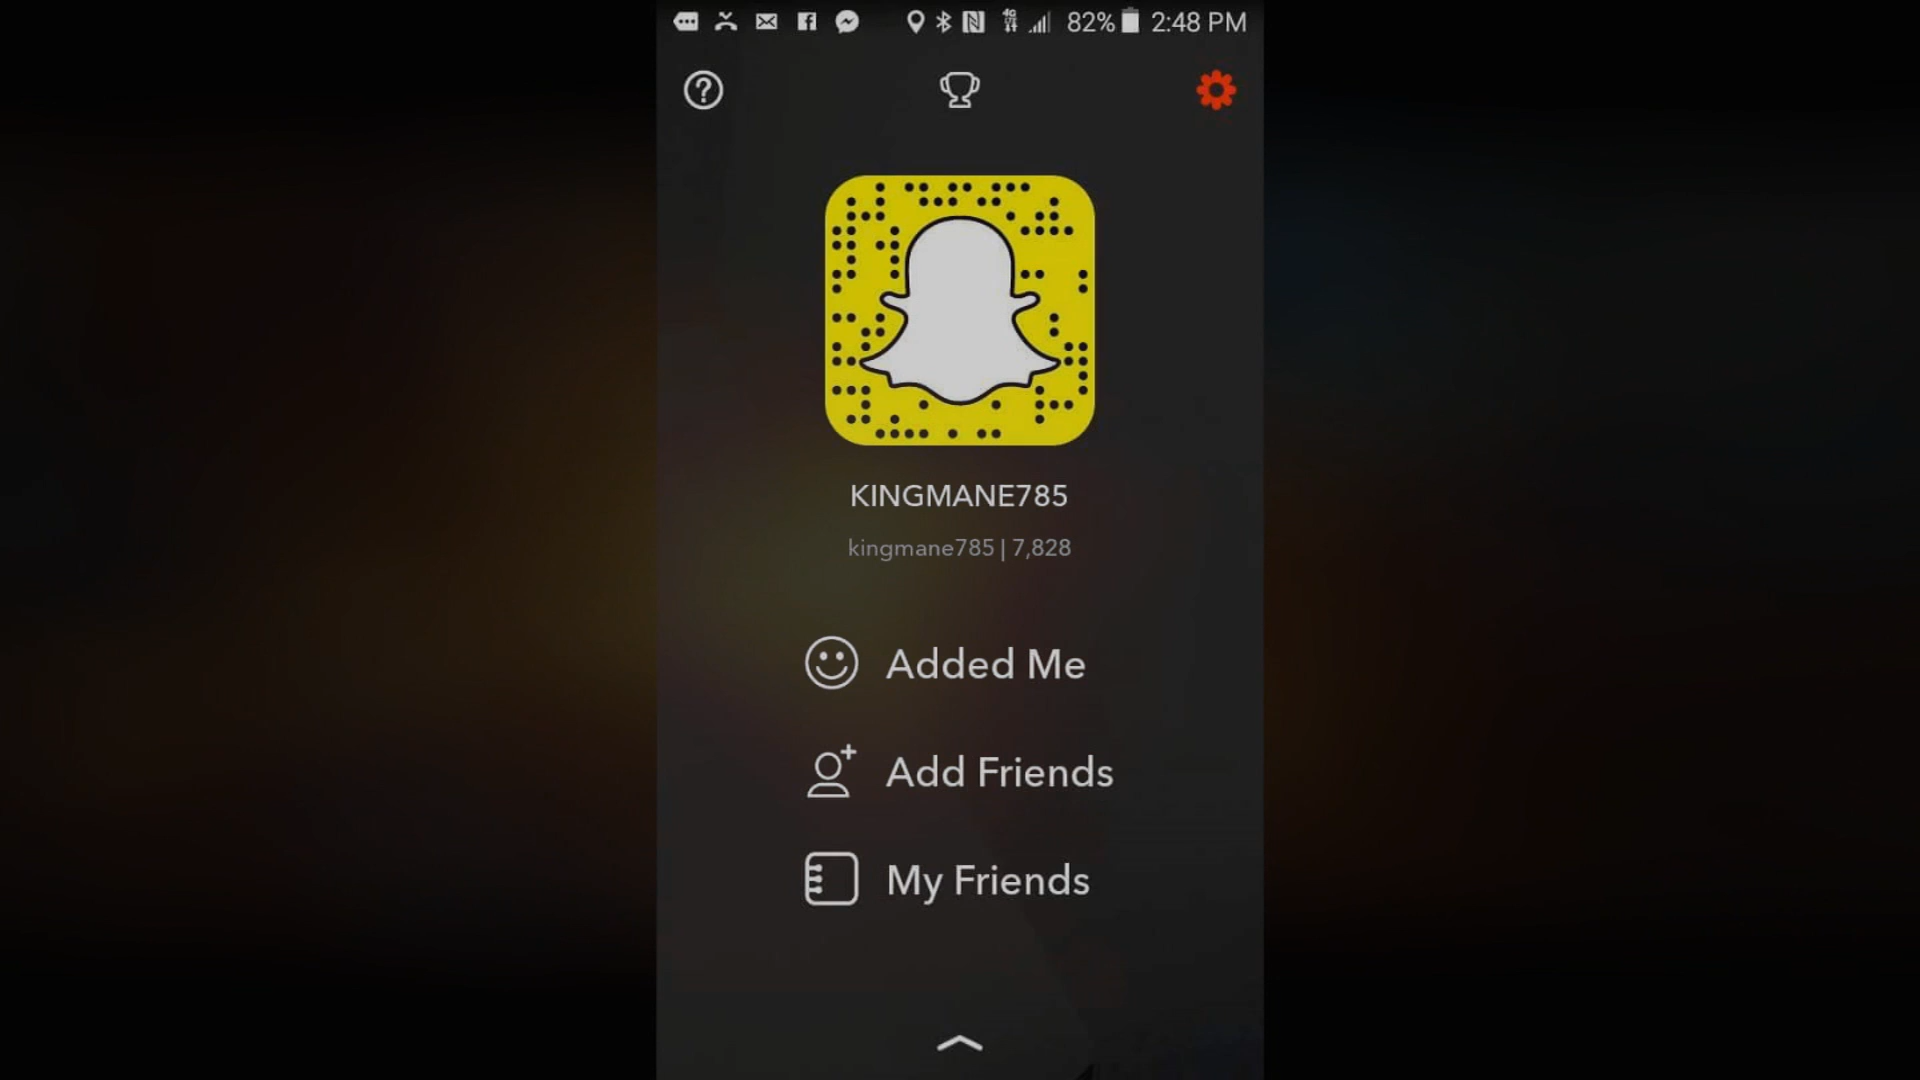 82% 2:48 PM
KINGMANE785
kingmane785 | 7,828
Added Me
Add Friends
My Friends